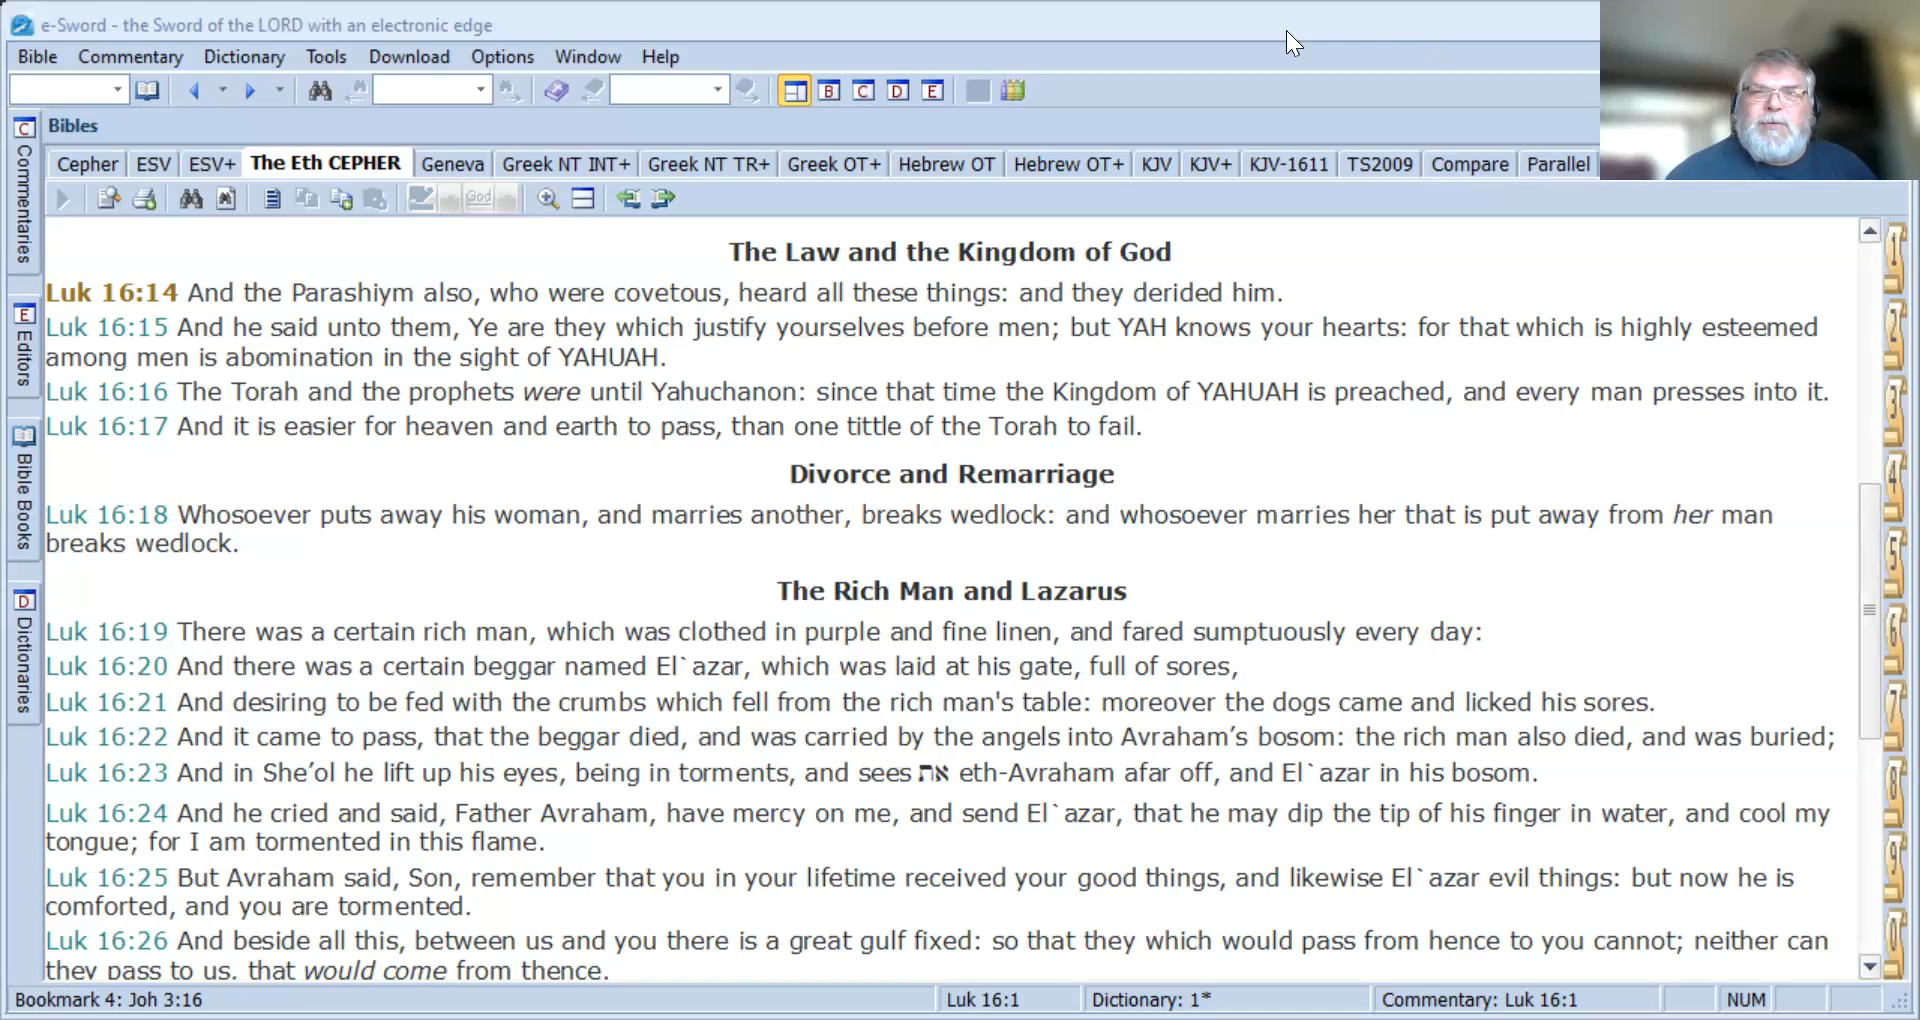 e-Sword - the Sword of the LORD with an electronic edge
Bible Commentary Dictionary Tools Download Options Window Help
B C D E
C Commentaries
E Editors
Bible Books
D Dictionaries
Bibles
Cepher ESV ESV+ The Eth CEPHER Geneva Greek NT INT+ Greek NT TR+ Greek OT+ Hebrew OT Hebrew OT+ KJV KJV+ KJV-1611 TS2009 Compare Parallel
God
The Law and the Kingdom of God
Luk 16:14 And the Parashiym also, who were covetous, heard all these things: and they derided him.
Luk 16:15 And he said unto them, Ye are they which justify yourselves before men; but YAH knows your hearts: for that which is highly esteemed
among men is abomination in the sight of YAHUAH.
Luk 16:16 The Torah and the prophets were until Yahuchanon: since that time the Kingdom of YAHUAH is preached, and every man presses into it.
Luk 16:17 And it is easier for heaven and earth to pass, than one tittle of the Torah to fail.
Divorce and Remarriage
Luk 16:18 Whosoever puts away his woman, and marries another, breaks wedlock: and whosoever marries her that is put away from her man
breaks wedlock.
The Rich Man and Lazarus
Luk 16:19 There was a certain rich man, which was clothed in purple and fine linen, and fared sumptuously every day:
Luk 16:20 And there was a certain beggar named El`azar, which was laid at his gate, full of sores,
Luk 16:21 And desiring to be fed with the crumbs which fell from the rich man's table: moreover the dogs came and licked his sores.
Luk 16:22 And it came to pass, that the beggar died, and was carried by the angels into Avraham’s bosom: the rich man also died, and was buried;
Luk 16:23 And in She’ol he lift up his eyes, being in torments, and sees את eth-Avraham afar off, and El`azar in his bosom.
Luk 16:24 And he cried and said, Father Avraham, have mercy on me, and send El`azar, that he may dip the tip of his finger in water, and cool my
tongue; for I am tormented in this flame.
Luk 16:25 But Avraham said, Son, remember that you in your lifetime received your good things, and likewise El`azar evil things: but now he is
comforted, and you are tormented.
Luk 16:26 And beside all this, between us and you there is a great gulf fixed: so that they which would pass from hence to you cannot; neither can
they pass to us, that would come from thence.
1
2
3
4
5
6
7
8
9
0
Bookmark 4: Joh 3:16 Luk 16:1 Dictionary: 1* Commentary: Luk 16:1 NUM